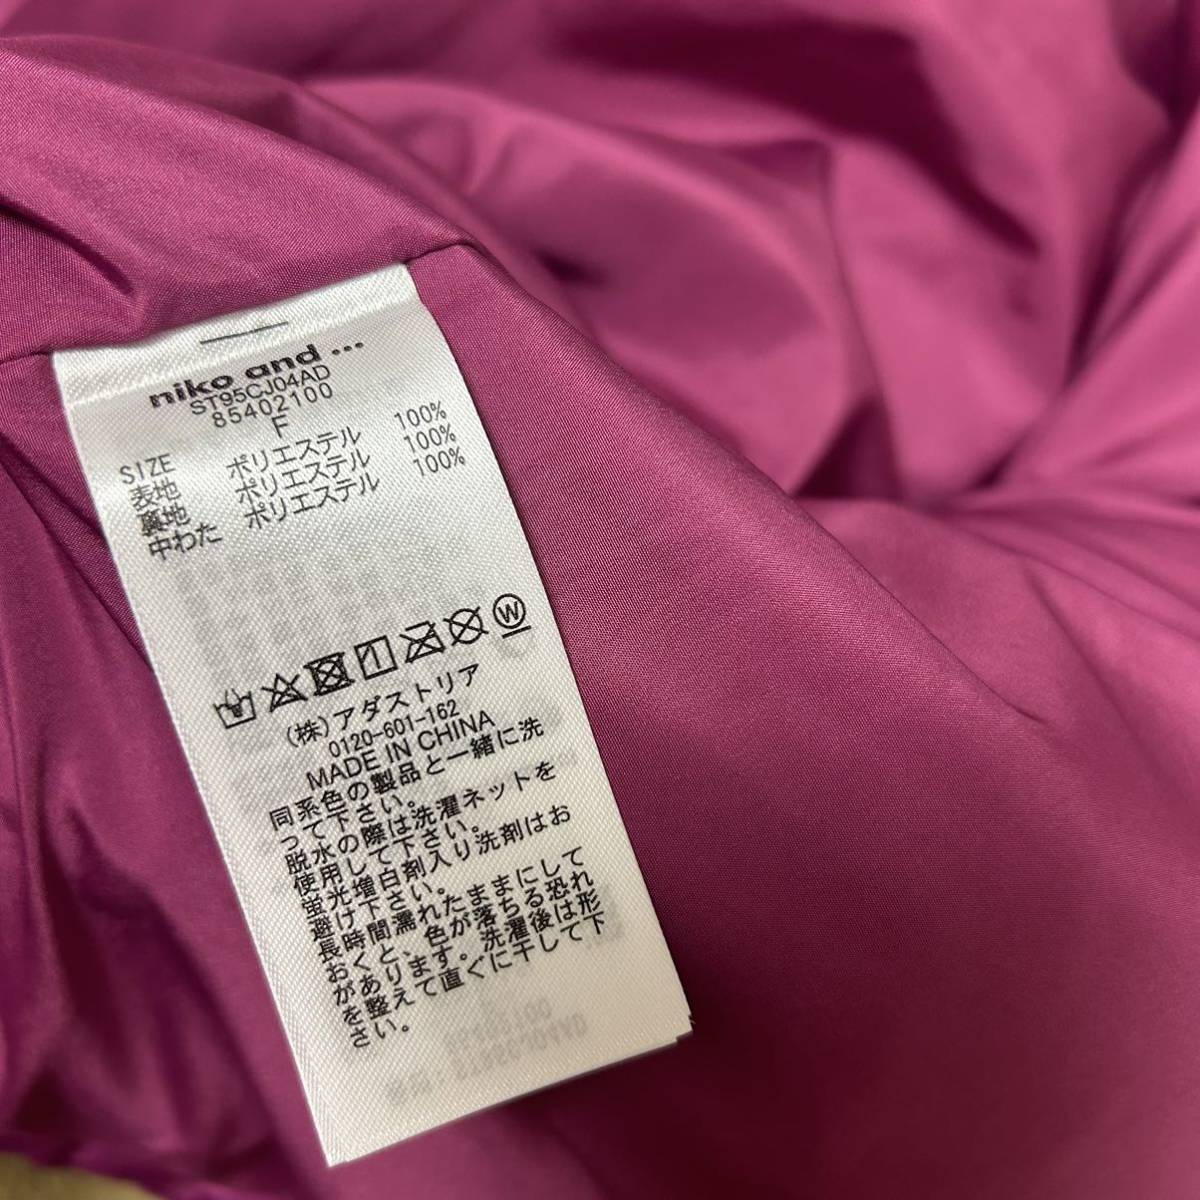 niko and ...
ST95CJ04AD
85402100
SIZE F
表地 ポリエステル 100%
裏地 ポリエステル 100%
中わた ポリエステル 100%
W
(株)アダストリア
0120-601-162
MADE IN CHINA
同系色の製品と一緒に洗
って下さい。
脱水の際は洗濯ネットを
使用して下さい。
蛍光増白剤入り洗剤はお
避け下さい。
長時間濡れたままにして
おくと、色が落ちる恐れ
があります。洗濯後は形
を整えて直ぐに干して下
さい。